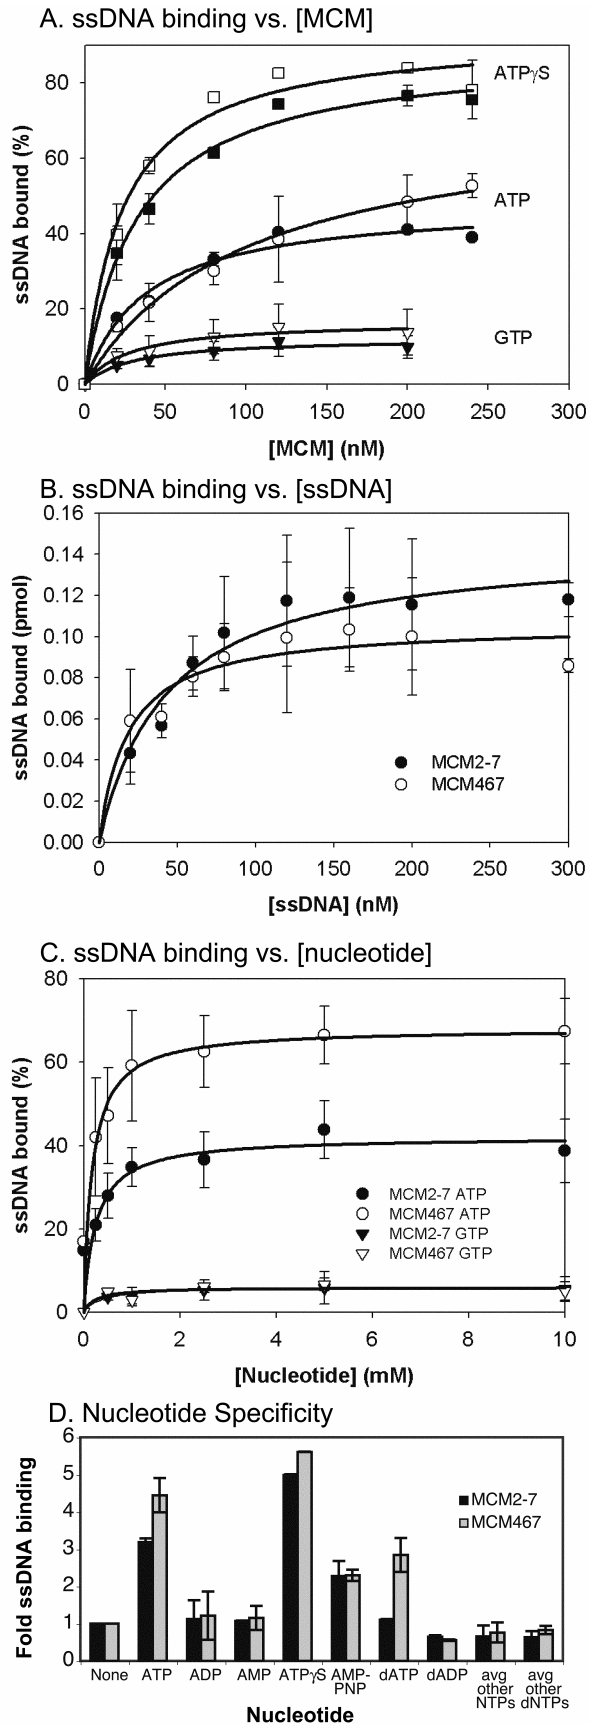 A. ssDNA binding vs. [MCM]
ssDNA bound (%)
80
60
40
20
0
ATPγS
ATP
GTP
0 50 100 150 200 250 300
[MCM] (nM)
B. ssDNA binding vs. [ssDNA]
ssDNA bound (pmol)
0.16
0.14
0.12
0.10
0.08
0.06
0.04
0.02
0.00
MCM2-7
MCM467
0 50 100 150 200 250 300
[ssDNA] (nM)
C. ssDNA binding vs. [nucleotide]
ssDNA bound (%)
80
60
40
20
0
MCM2-7 ATP
MCM467 ATP
MCM2-7 GTP
MCM467 GTP
0 2 4 6 8 10
[Nucleotide] (mM)
D. Nucleotide Specificity
Fold ssDNA binding
6
5
4
3
2
1
0
MCM2-7
MCM467
None ATP ADP AMP ATPγS AMP-PNP dATP dADP avg other NTPs avg other dNTPs
Nucleotide